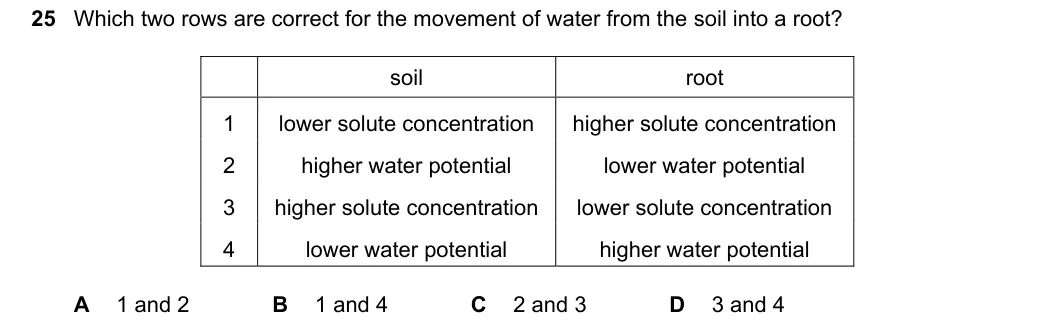 25 Which two rows are correct for the movement of water from the soil into a root?
soil root
1 lower solute concentration higher solute concentration
2 higher water potential lower water potential
3 higher solute concentration lower solute concentration
4 lower water potential higher water potential
A 1 and 2 B 1 and 4 C 2 and 3 D 3 and 4